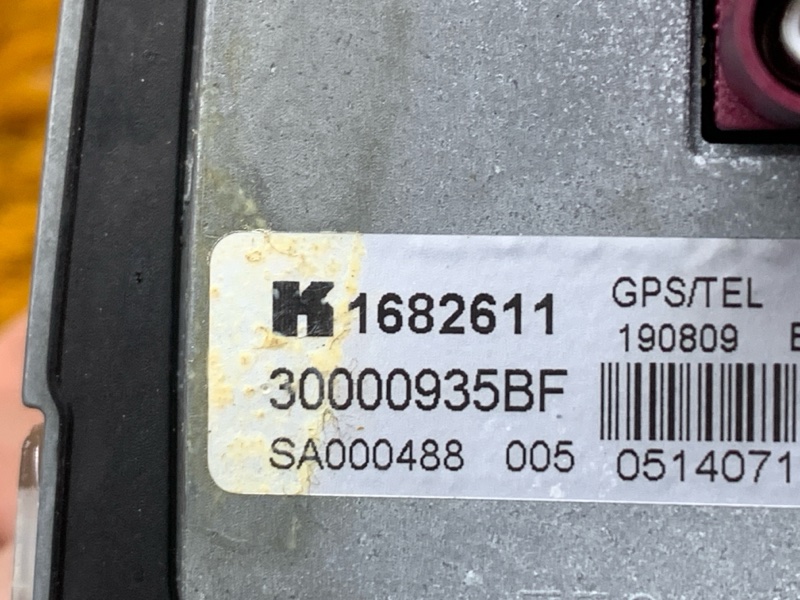 K 1682611 GPS/TEL
190809
30000935BF
SA000488 005 0514071